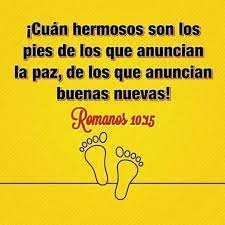 ¡Cuán hermosos son los
pies de los que anuncian
la paz, de los que anuncian
buenas nuevas!
Romanos 10:15